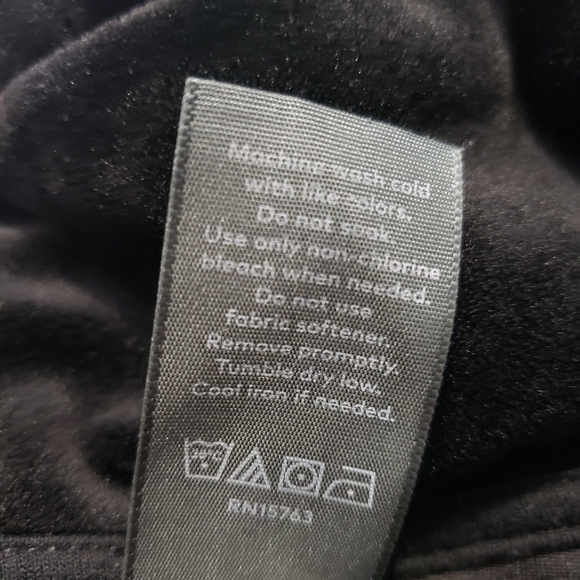 Machine wash cold
with like colors.
Do not soak.
Use only non-chlorine
bleach when needed.
Do not use
fabric softener.
Remove promptly.
Tumble dry low.
Cool iron if needed.
30°C
RN15763